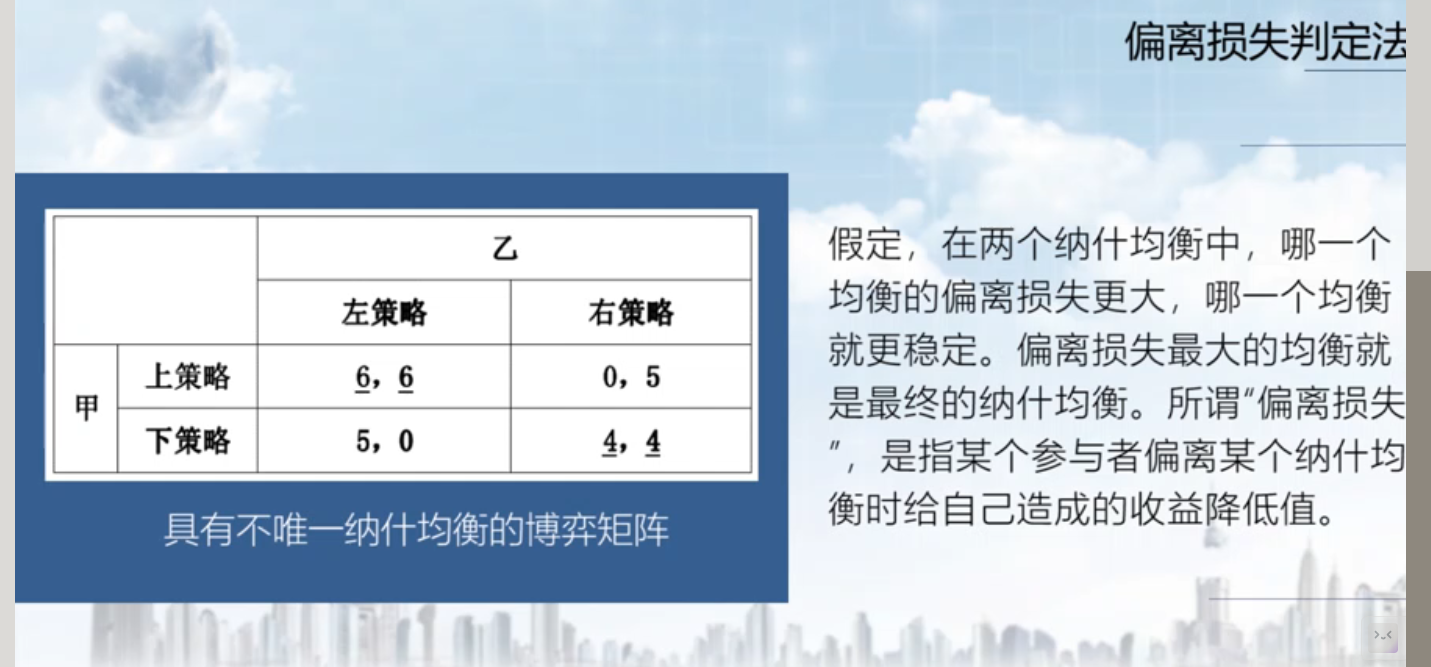 偏离损失判定法
乙
左策略 右策略
甲
上策略 6，6 0，5
下策略 5，0 4，4
具有不唯一纳什均衡的博弈矩阵
假定，在两个纳什均衡中，哪一个
均衡的偏离损失更大，哪一个均衡
就更稳定。偏离损失最大的均衡就
是最终的纳什均衡。所谓“偏离损失
”，是指某个参与者偏离某个纳什均
衡时给自己造成的收益降低值。